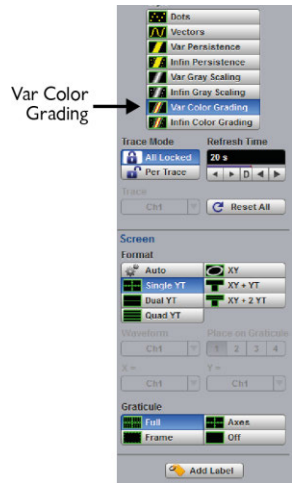 Dots
Vectors
Var Persistence
Infin Persistence
Var Gray Scaling
Infin Gray Scaling
Var Color
Grading
Var Color Grading
Infin Color Grading
Trace Mode
Refresh Time
All Locked
20 s
Per Trace
D
Trace
Ch1
Reset All
Screen
Format
Auto
XY
Single YT
XY + YT
Dual YT
XY + 2 YT
Quad YT
Waveform
Place on Graticule
Ch1
1 2 3 4
X =
Y =
Ch1
Ch1
Graticule
Full
Axes
Frame
Off
Add Label